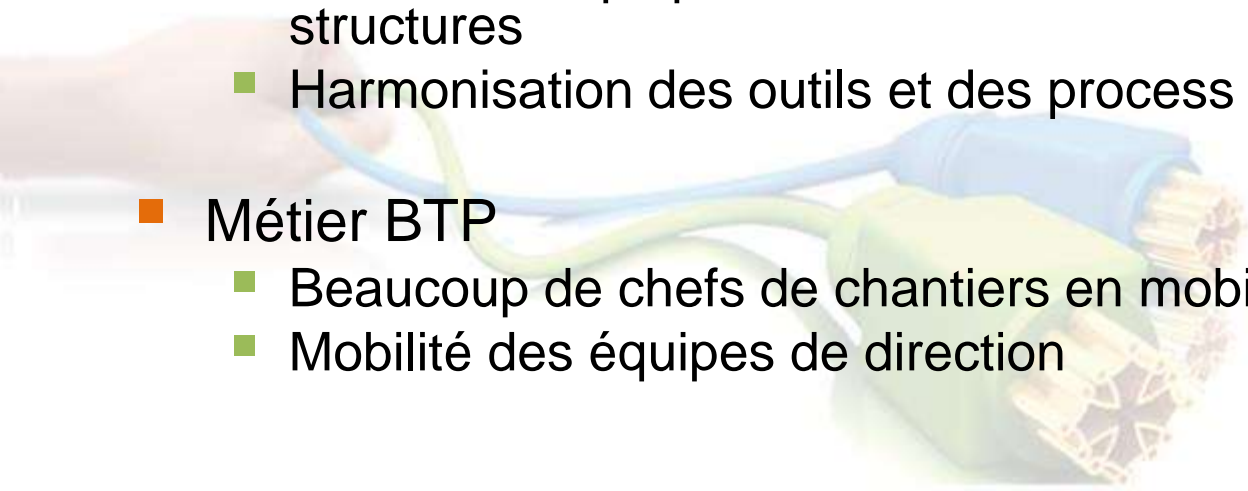 structures
Harmonisation des outils et des process
Métier BTP
Beaucoup de chefs de chantiers en
Mobilité des équipes de direction